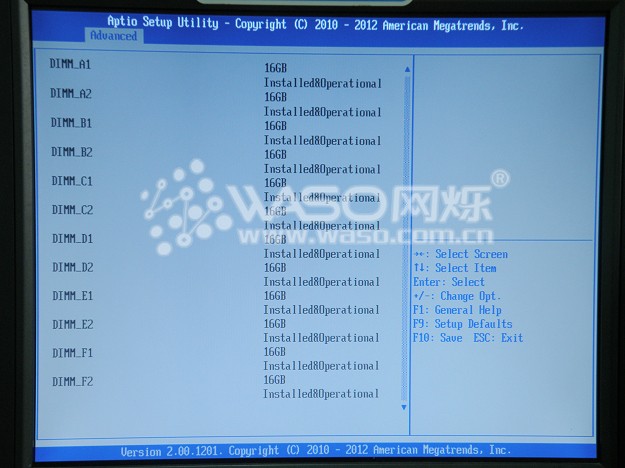 Aptio Setup Utility - Copyright (C) 2010 - 2012 American Megatrends, Inc.
Advanced
DIMM_A1 16GB
Installed&Operational
DIMM_A2 16GB
Installed&Operational
DIMM_B1 16GB
Installed&Operational
DIMM_B2 16GB
Installed&Operational
DIMM_C1 16GB
Installed&Operational
DIMM_C2 16GB
Installed&Operational
DIMM_D1 16GB
Installed&Operational
DIMM_D2 16GB
Installed&Operational
DIMM_E1 16GB
Installed&Operational
DIMM_E2 16GB
Installed&Operational
DIMM_F1 16GB
Installed&Operational
DIMM_F2 16GB
Installed&Operational
→←: Select Screen
↑↓: Select Item
Enter: Select
+/-: Change Opt.
F1: General Help
F9: Setup Defaults
F10: Save ESC: Exit
Version 2.00.1201. Copyright (C) 2010 - 2012 American Megatrends, Inc.
WASO网烁®
www.waso.com.cn